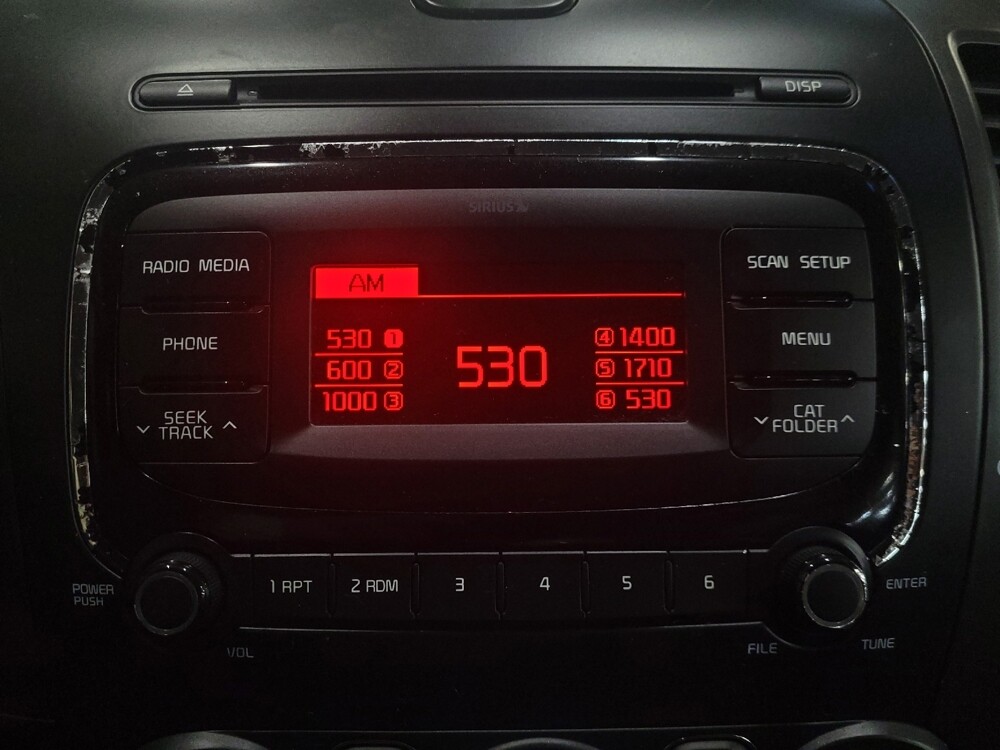 DISP
SIRIUS
RADIO MEDIA
PHONE
SEEK
TRACK
AM
530 1
600 2
1000 3
530
4 1400
5 1710
6 530
SCAN SETUP
MENU
CAT
FOLDER
POWER
PUSH
VOL
1 RPT
2 RDM
3
4
5
6
ENTER
FILE
TUNE